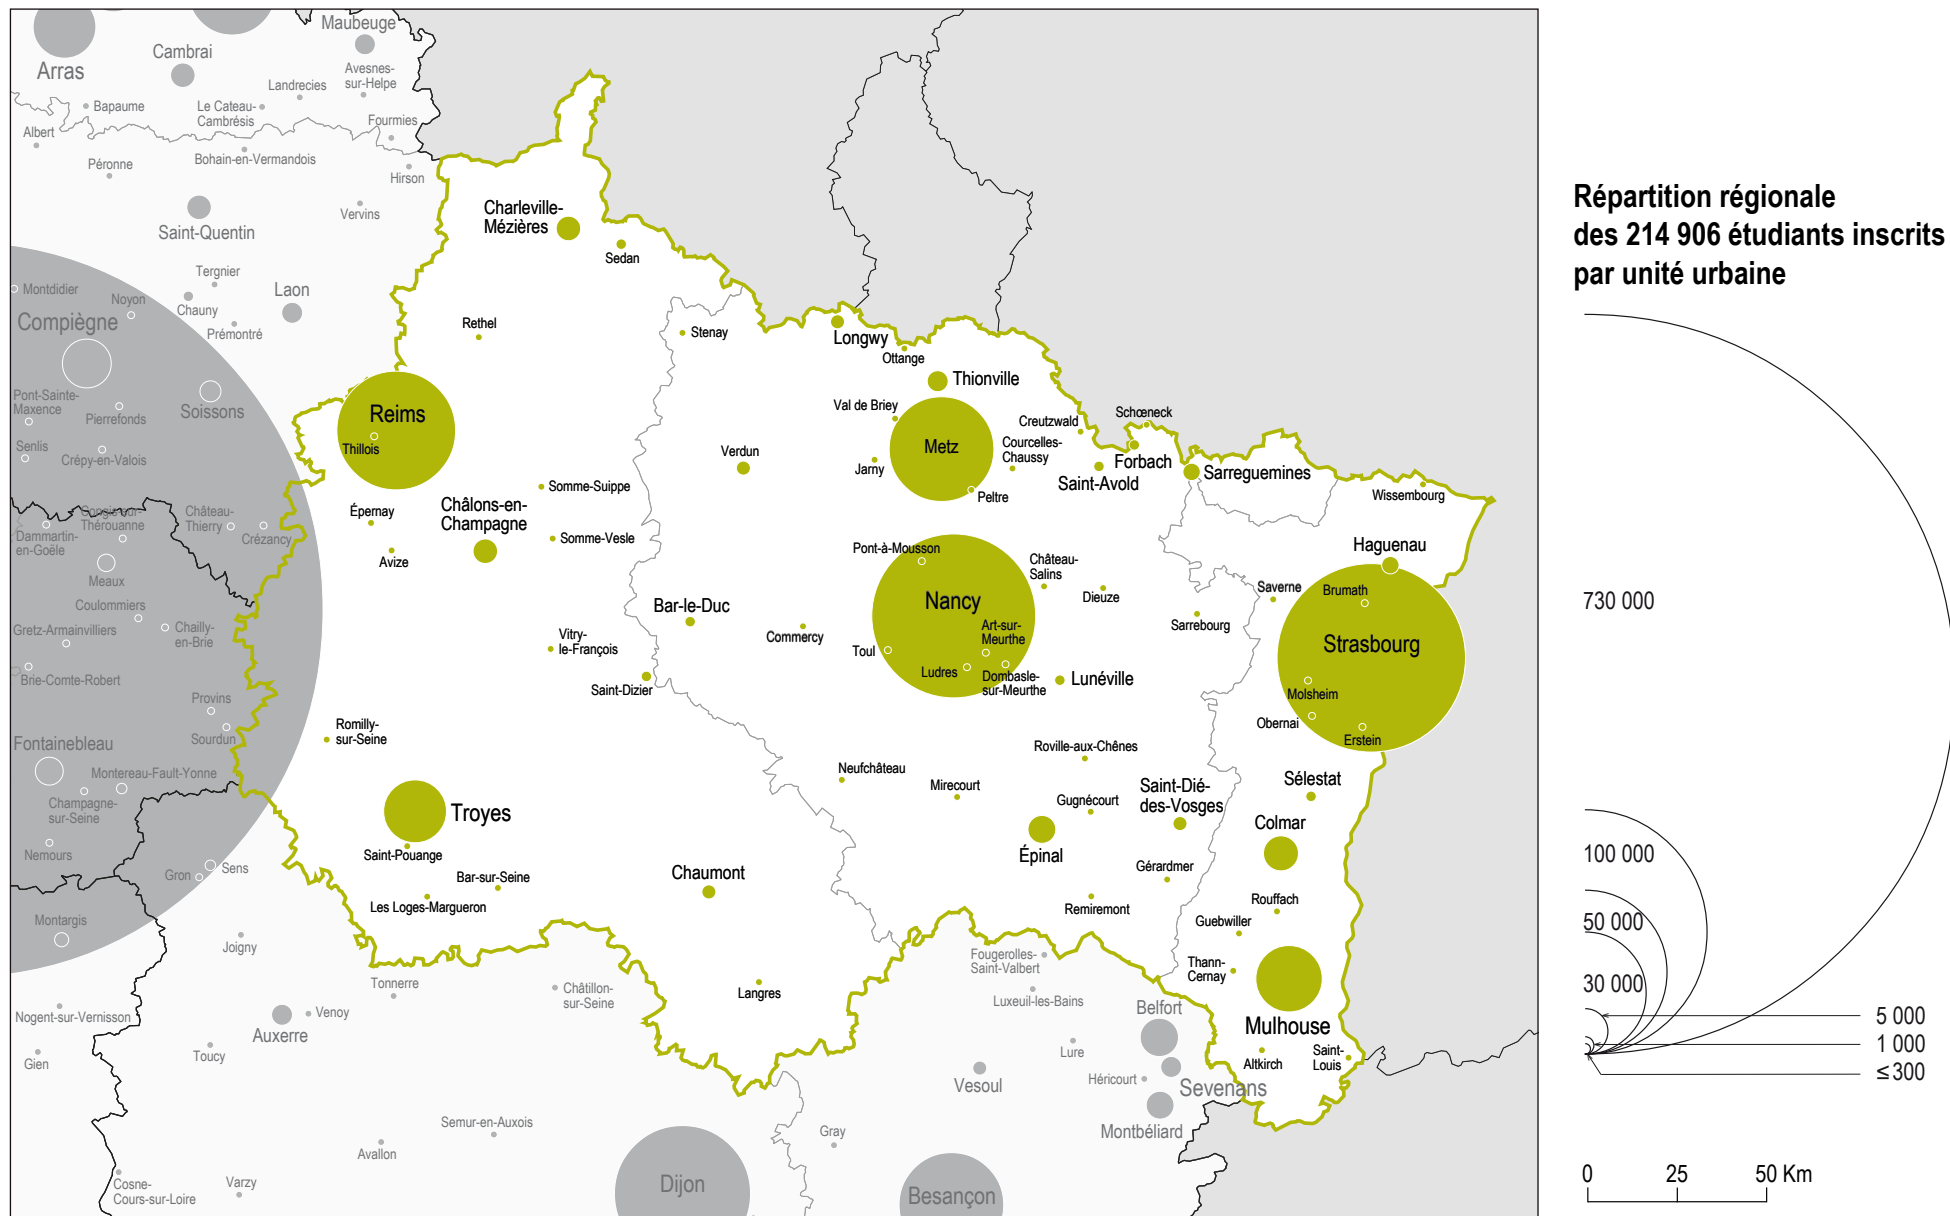 Maubeuge
Cambrai
Arras
Avesnes-
sur-Helpe
Landrecies
Bapaume
Le Cateau-
Cambrésis
Albert
Fourmies
Péronne
Bohain-en-Vermandois
Hirson
Vervins
Saint-Quentin
Tergnier
Laon
Chauny
Prémontré
Montdidier
Noyon
Compiègne
Pont-Sainte-
Maxence
Pierrefonds
Soissons
Senlis
Crépy-en-Valois
Congis-sur-
Thérouanne
Dammartin-
en-Goële
Château-
Thierry
Crézancy
Meaux
Coulommiers
Gretz-Armainvilliers
Chailly-
en-Brie
Brie-Comte-Robert
Provins
Sourdun
Fontainebleau
Montereau-Fault-Yonne
Champagne-
sur-Seine
Nemours
Gron
Sens
Montargis
Joigny
Nogent-sur-Vernisson
Auxerre
Venoy
Tonnerre
Gien
Toucy
Châtillon-
sur-Seine
Semur-en-Auxois
Avallon
Cosne-
Cours-sur-Loire
Varzy
Dijon
Gray
Besançon
Vesoul
Fougerolles-
Saint-Valbert
Luxeuil-les-Bains
Lure
Héricourt
Belfort
Sevenans
Montbéliard
Charleville-
Mézières
Sedan
Rethel
Reims
Thillois
Épernay
Avize
Châlons-en-
Champagne
Somme-Suippe
Somme-Vesle
Vitry-
le-François
Saint-Dizier
Romilly-
sur-Seine
Troyes
Saint-Pouange
Bar-sur-Seine
Les Loges-Margueron
Chaumont
Langres
Stenay
Verdun
Bar-le-Duc
Commercy
Longwy
Ottange
Thionville
Val de Briey
Jarny
Metz
Peltre
Creutzwald
Courcelles-
Chaussy
Schœneck
Forbach
Saint-Avold
Sarreguemines
Pont-à-Mousson
Nancy
Art-sur-
Meurthe
Toul
Ludres
Dombasle-
sur-Meurthe
Château-
Salins
Dieuze
Sarrebourg
Lunéville
Neufchâteau
Mirecourt
Roville-aux-Chênes
Gugnécourt
Épinal
Saint-Dié-
des-Vosges
Gérardmer
Remiremont
Wissembourg
Haguenau
Saverne
Brumath
Strasbourg
Molsheim
Obernai
Erstein
Sélestat
Colmar
Rouffach
Guebwiller
Thann-
Cernay
Mulhouse
Altkirch
Saint-
Louis
Répartition régionale
des 214 906 étudiants inscrits
par unité urbaine
730 000
100 000
50 000
30 000
5 000
1 000
≤ 300
0 25 50 Km